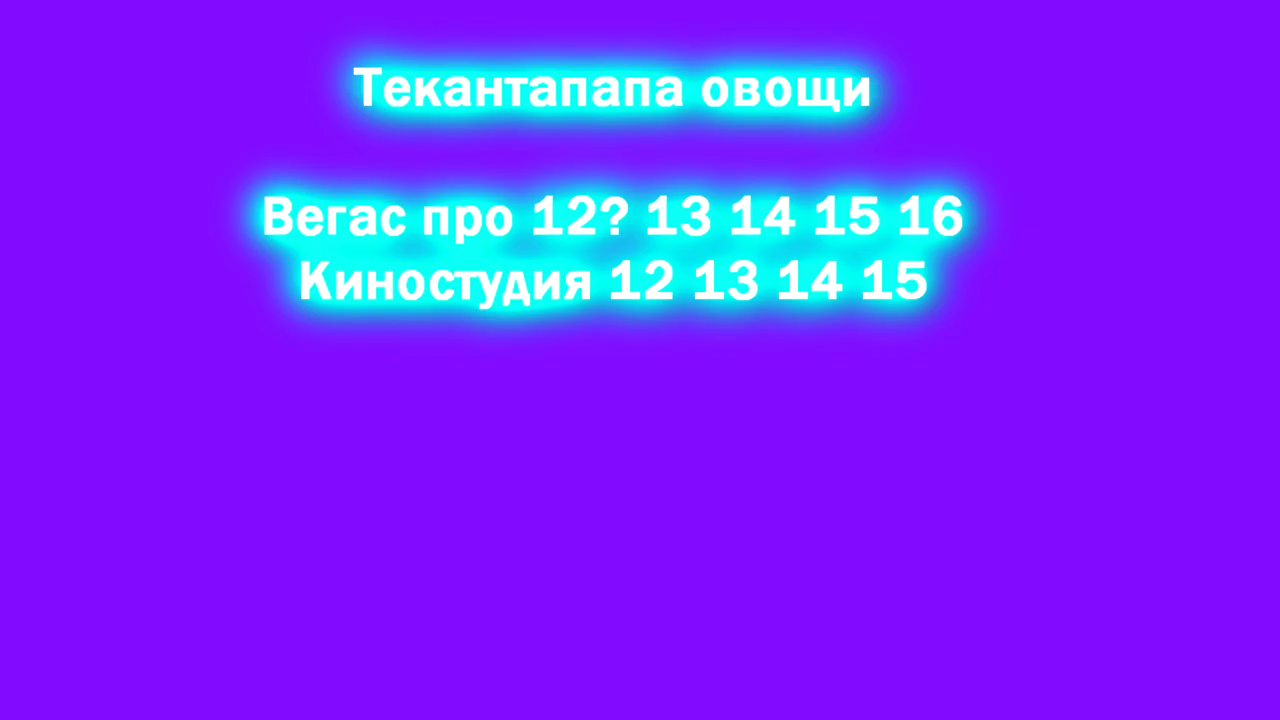 Текантапапа овощи
Вегас про 12? 13 14 15 16
Киностудия 12 13 14 15